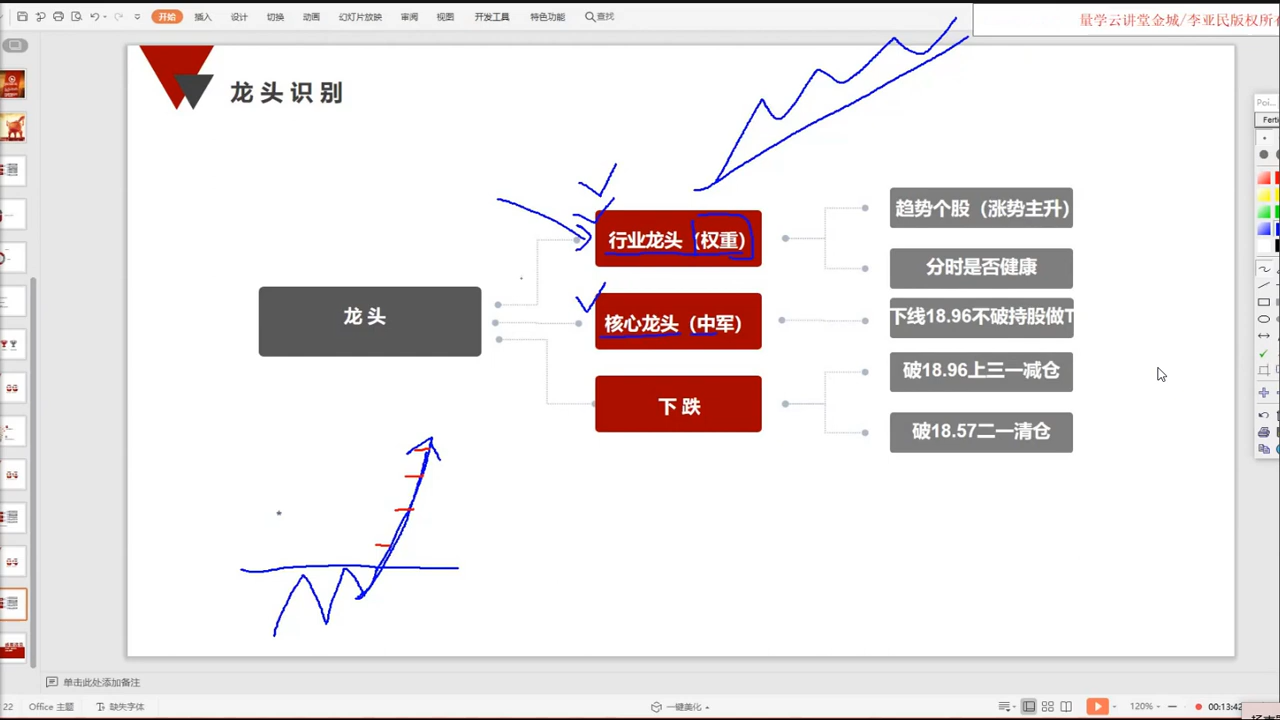 开始 插入 设计 切换 动画 幻灯片放映 审阅 视图 开发工具 特色功能 查找
量学云讲堂金城/李亚民版权所
龙头识别
Poi...
Ferti
趋势个股（涨势主升）
行业龙头（权重）
分时是否健康
龙头
核心龙头（中军）
下线18.96不破持股做T
破18.96上三一减仓
下跌
破18.57二一清仓
单击此处添加备注
22 Office 主题 缺失字体 一键美化 120% 00:13:42